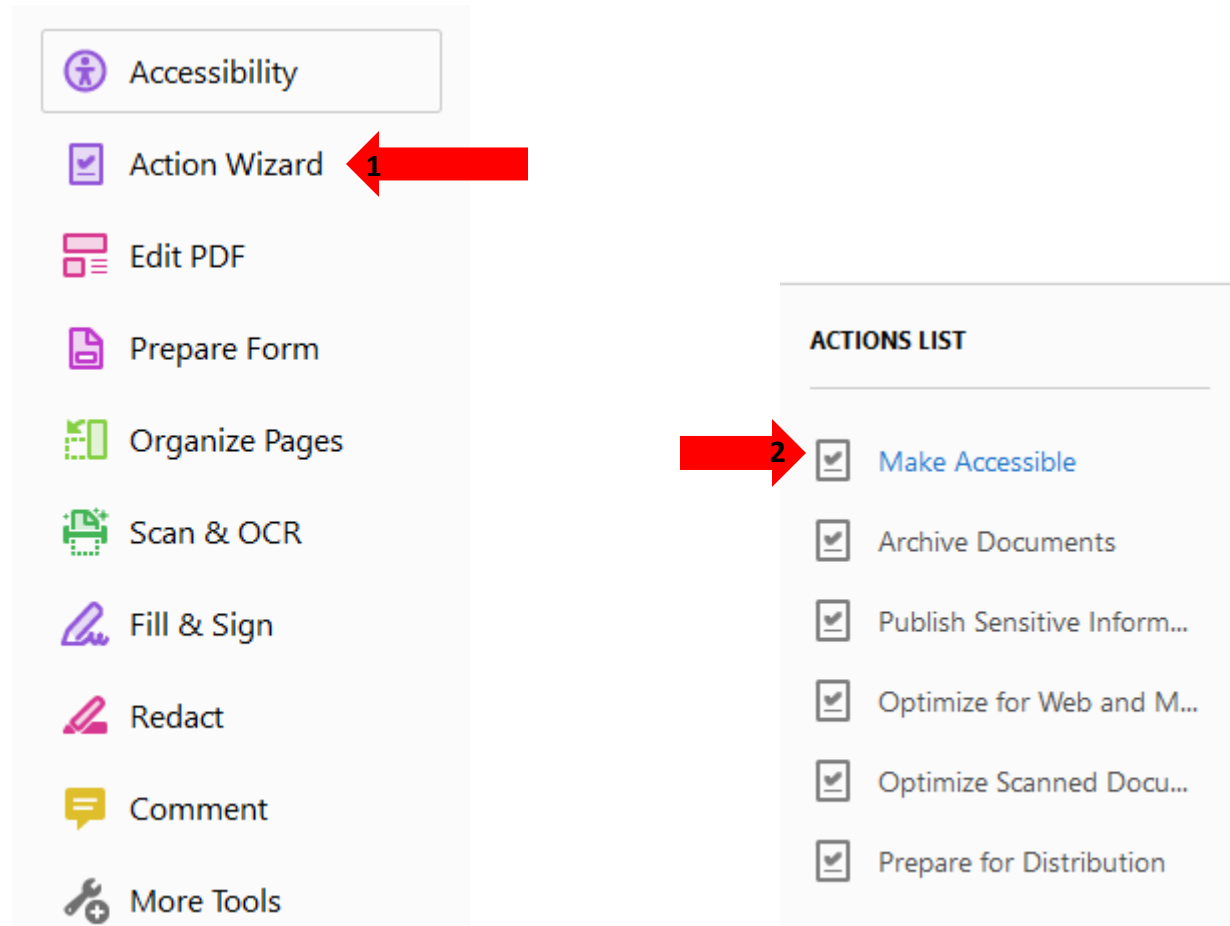 Accessibility
Action Wizard
1
Edit PDF
Prepare Form
Organize Pages
Scan & OCR
Fill & Sign
Redact
Comment
More Tools
ACTIONS LIST
2
Make Accessible
Archive Documents
Publish Sensitive Inform...
Optimize for Web and M...
Optimize Scanned Docu...
Prepare for Distribution